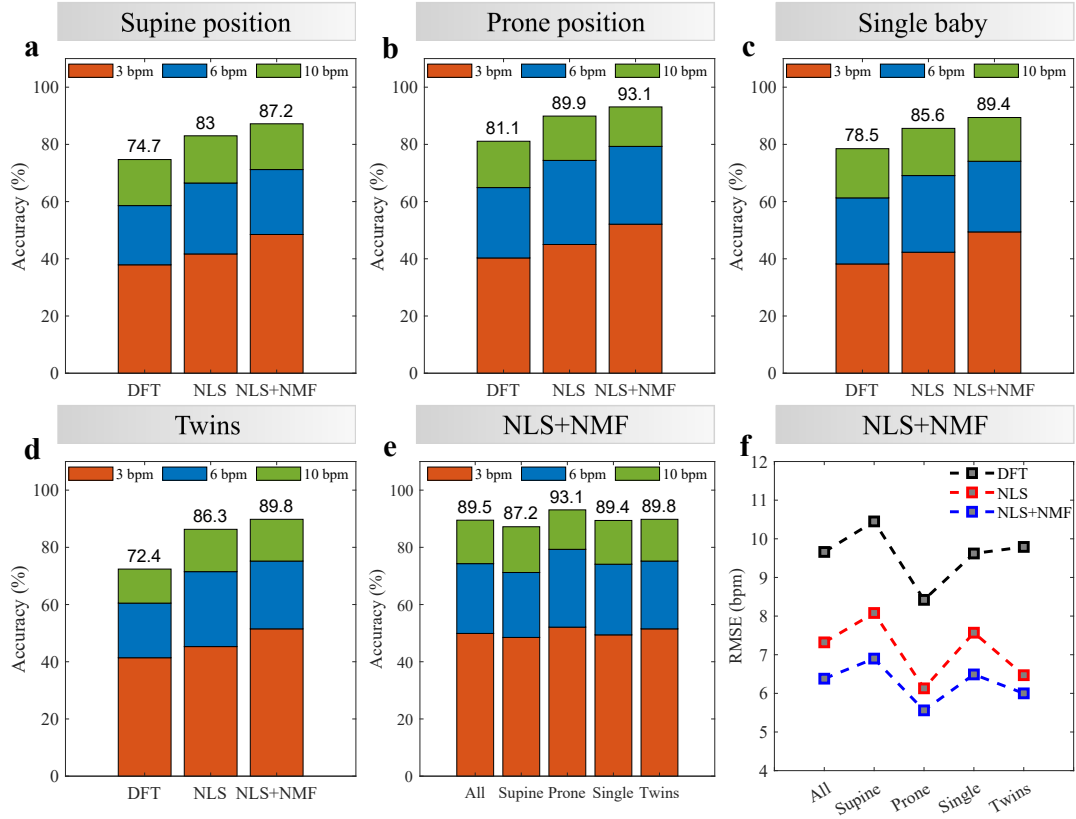 Supine position
a
3 bpm 6 bpm 10 bpm
Accuracy (%)
100
80
60
40
20
0
74.7
83
87.2
DFT NLS NLS+NMF
Prone position
b
3 bpm 6 bpm 10 bpm
Accuracy (%)
100
80
60
40
20
0
81.1
89.9
93.1
DFT NLS NLS+NMF
Single baby
c
3 bpm 6 bpm 10 bpm
Accuracy (%)
100
80
60
40
20
0
78.5
85.6
89.4
DFT NLS NLS+NMF
Twins
d
3 bpm 6 bpm 10 bpm
Accuracy (%)
100
80
60
40
20
0
72.4
86.3
89.8
DFT NLS NLS+NMF
NLS+NMF
e
3 bpm 6 bpm 10 bpm
Accuracy (%)
100
80
60
40
20
0
89.5 87.2 93.1 89.4 89.8
All Supine Prone Single Twins
NLS+NMF
f
DFT
NLS
NLS+NMF
RMSE (bpm)
12
11
10
9
8
7
6
5
4
All Supine Prone Single Twins